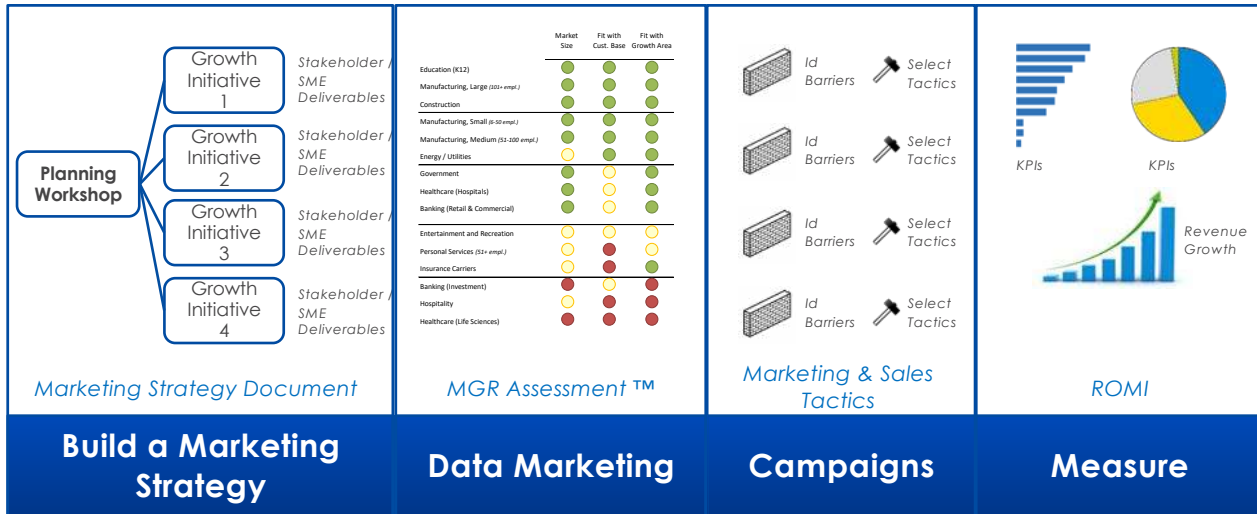 Planning
Workshop
Growth
Initiative
1
Stakeholder /
SME
Deliverables
Growth
Initiative
2
Stakeholder /
SME
Deliverables
Growth
Initiative
3
Stakeholder /
SME
Deliverables
Growth
Initiative
4
Stakeholder /
SME
Deliverables
Marketing Strategy Document
Build a Marketing
Strategy
Market
Size
Fit with
Cust. Base
Fit with
Growth Area
Education (K12)
Manufacturing, Large (101+ empl.)
Construction
Manufacturing, Small (6-50 empl.)
Manufacturing, Medium (51-100 empl.)
Energy / Utilities
Government
Healthcare (Hospitals)
Banking (Retail & Commercial)
Entertainment and Recreation
Personal Services (51+ empl.)
Insurance Carriers
Banking (Investment)
Hospitality
Healthcare (Life Sciences)
MGR Assessment ™
Data Marketing
Id
Barriers
Select
Tactics
Id
Barriers
Select
Tactics
Id
Barriers
Select
Tactics
Id
Barriers
Select
Tactics
Marketing & Sales
Tactics
Campaigns
KPIs
KPIs
Revenue
Growth
ROMI
Measure